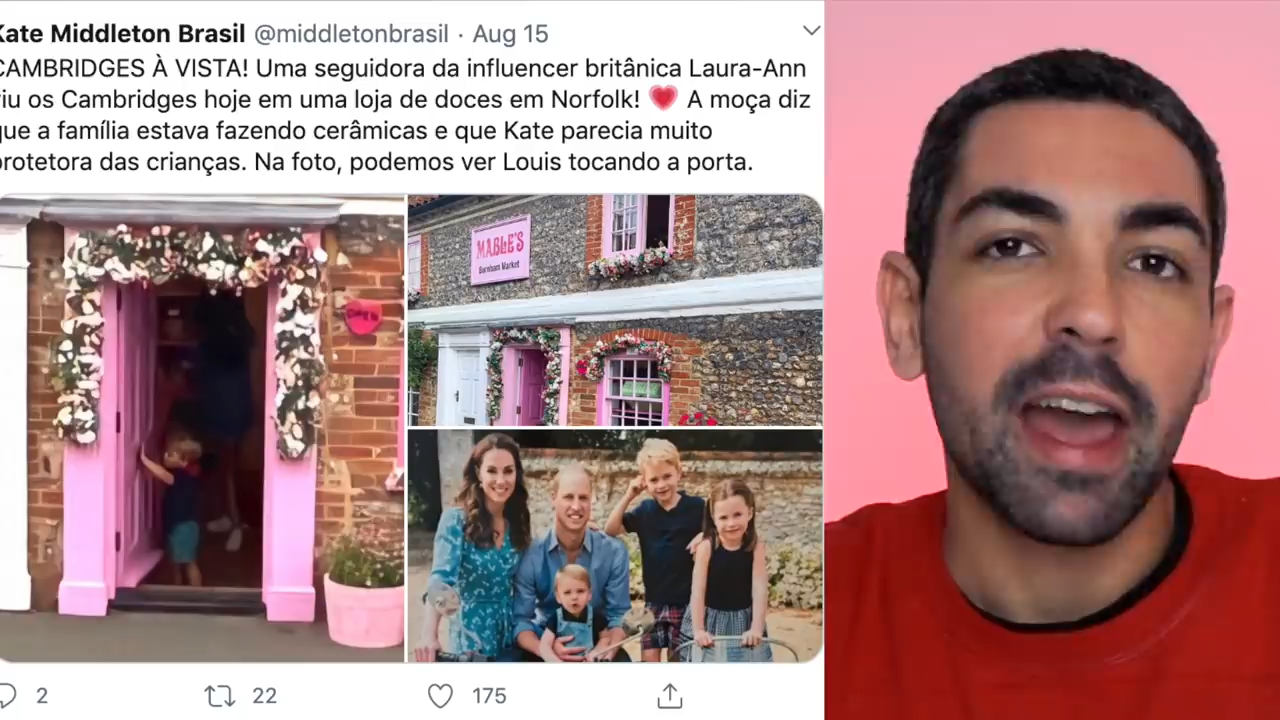 Kate Middleton Brasil @middletonbrasil · Aug 15
CAMBRIDGES À VISTA! Uma seguidora da influencer britânica Laura-Ann
viu os Cambridges hoje em uma loja de doces em Norfolk! ❤️ A moça diz
que a família estava fazendo cerâmicas e que Kate parecia muito
protetora das crianças. Na foto, podemos ver Louis tocando a porta.
MABLE'S
Burnham Market
2 22 175